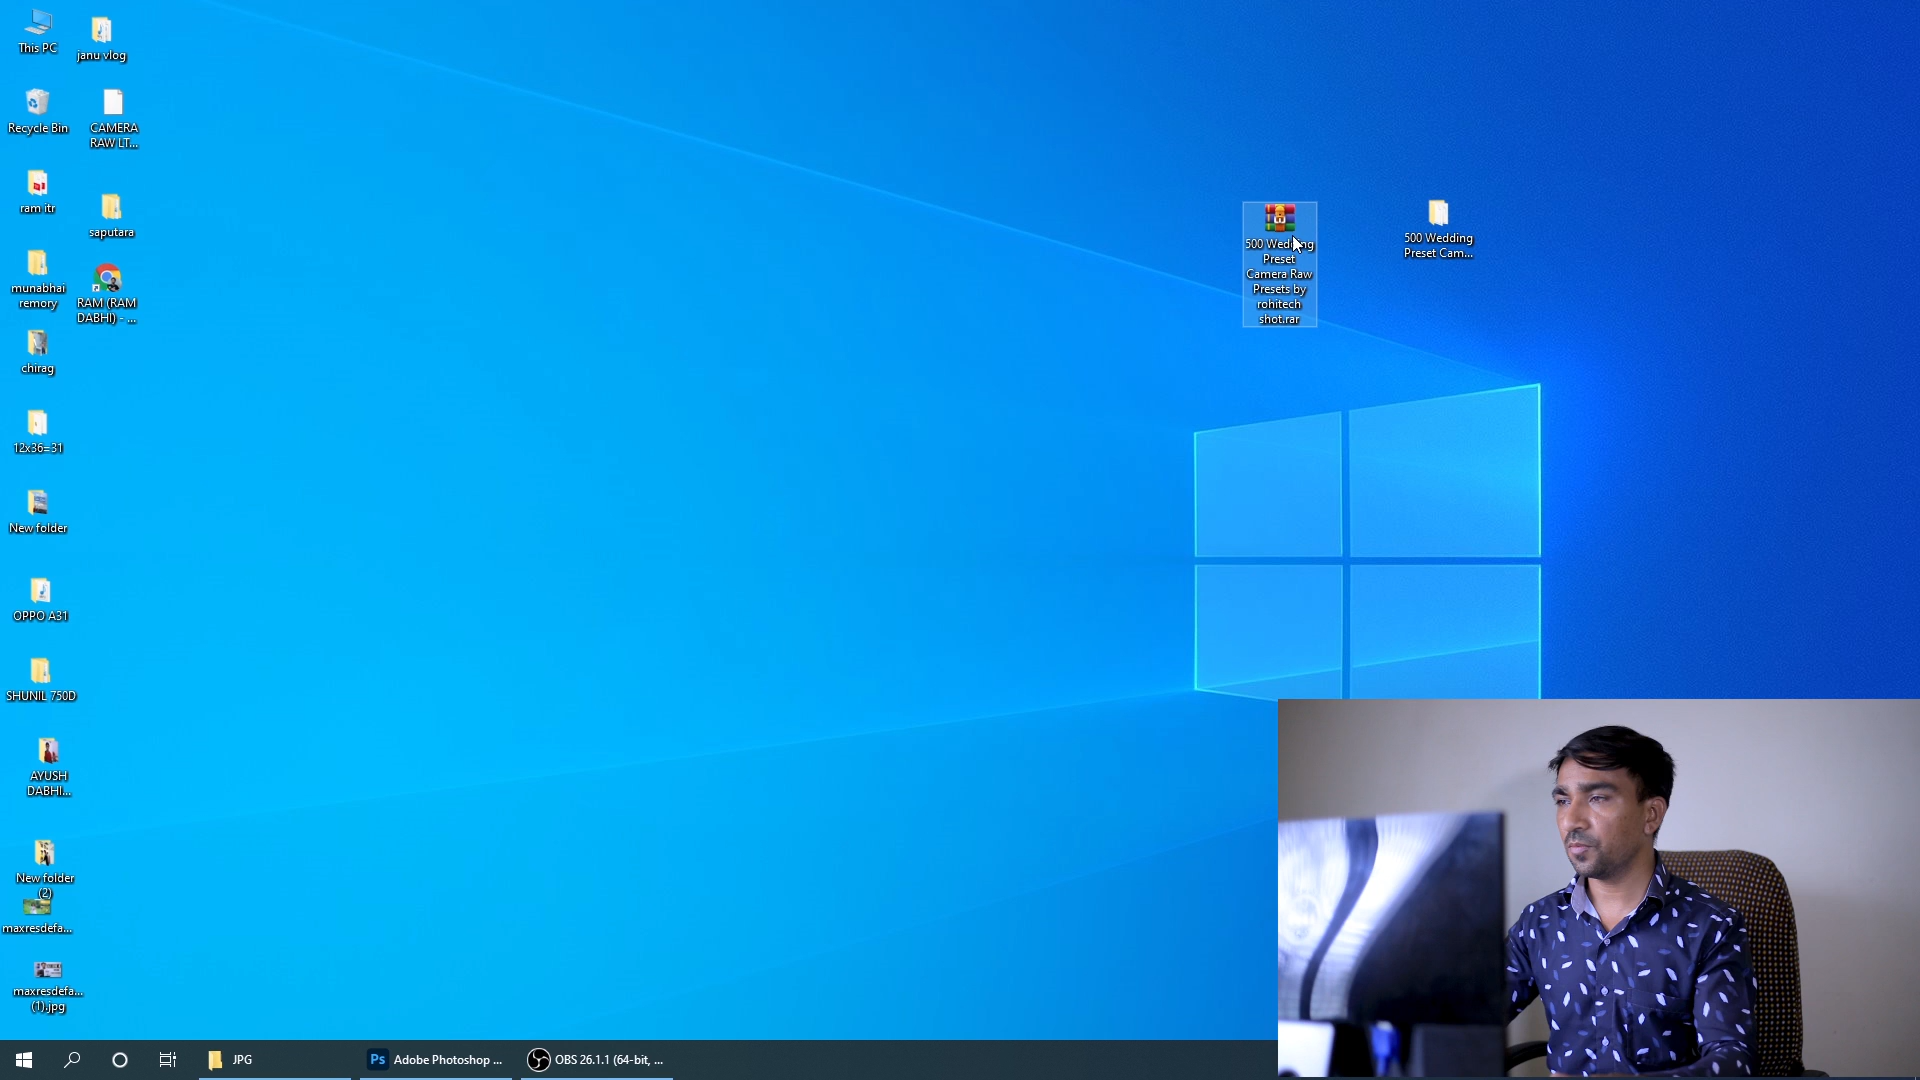 This PC
janu vlog
Recycle Bin
CAMERA
RAW LT...
ram itr
saputara
munabhai
remory
RAM (RAM
DABHI) - ...
chirag
12x36=31
New folder
OPPO A31
SHUNIL 750D
AYUSH
DABHI...
New folder
(2)
maxresdefa...
maxresdefa...
(1).jpg
500 Wedding
Preset
Camera Raw
Presets by
rohitech
shot.rar
500 Wedding
Preset Cam...
JPG
Ps
Adobe Photoshop ...
OBS 26.1.1 (64-bit, ...